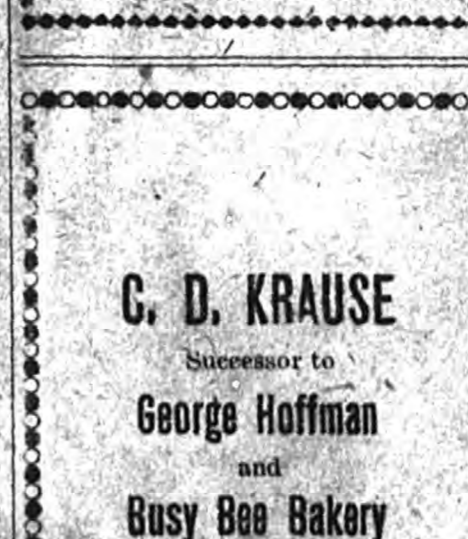 C. D. KRAUSE
Successor to
George Hoffman
and
Busy Bee Bakery